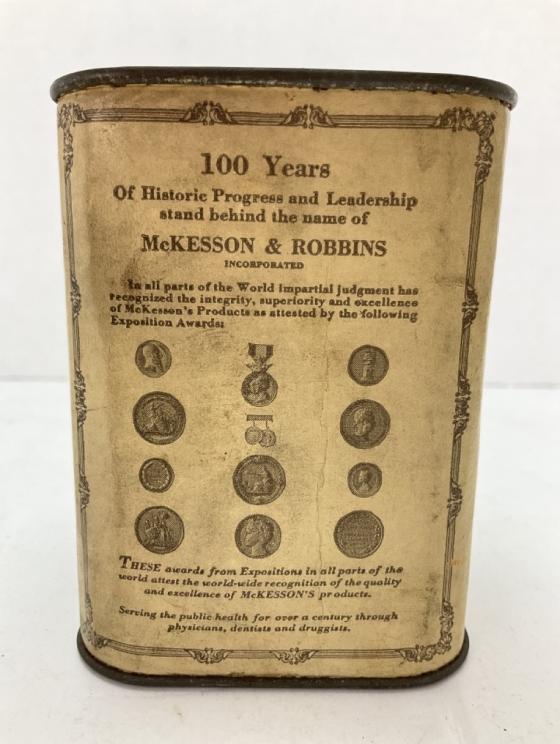 100 Years
Of Historic Progress and Leadership
stand behind the name of
McKESSON & ROBBINS
INCORPORATED
In all parts of the World impartial judgment has
recognized the integrity, superiority and excellence
of McKesson's Products as attested by the following
Exposition Awards:
THESE awards from Expositions in all parts of the
world attest the world-wide recognition of the quality
and excellence of McKESSON'S products.
Serving the public health for over a century through
physicians, dentists and druggists.